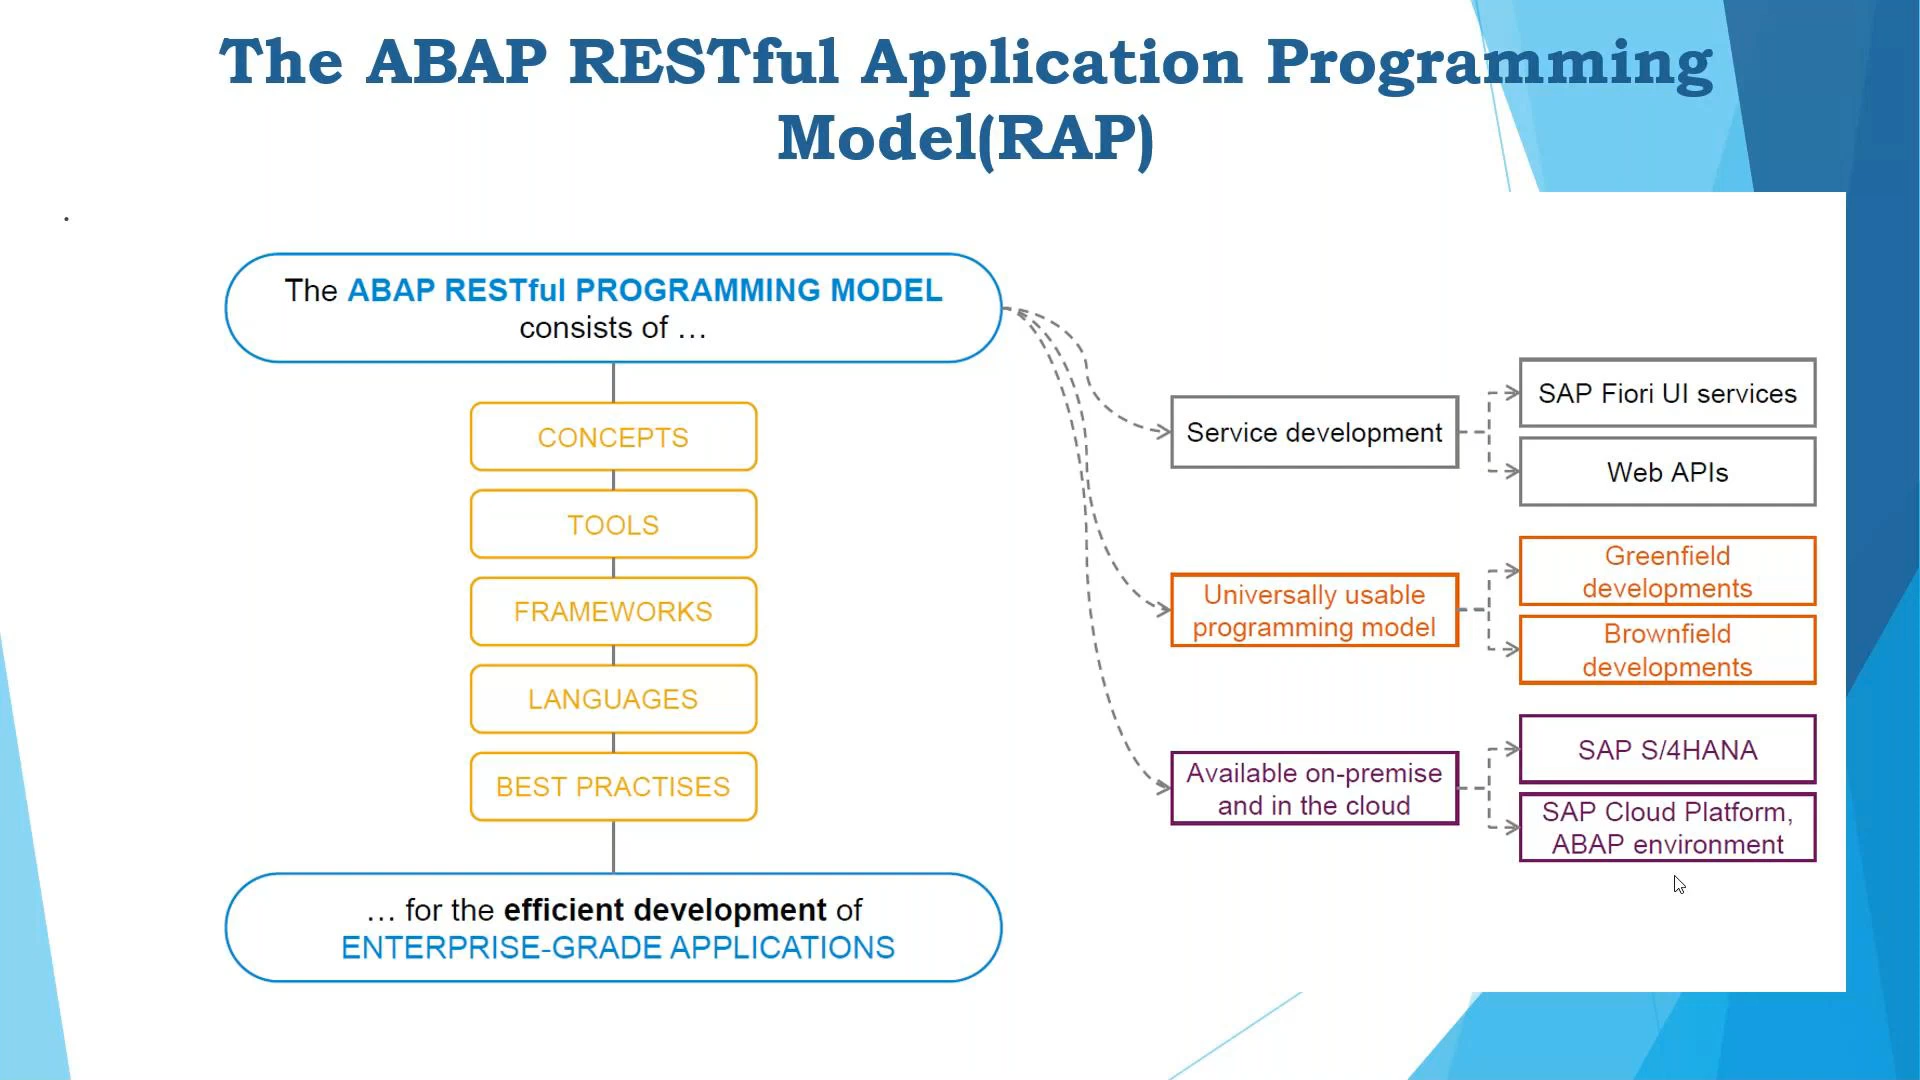 The ABAP RESTful Application Programming
Model(RAP)
.
The ABAP RESTful PROGRAMMING MODEL
consists of …
CONCEPTS
TOOLS
FRAMEWORKS
LANGUAGES
BEST PRACTISES
… for the efficient development of
ENTERPRISE-GRADE APPLICATIONS
Service development
SAP Fiori UI services
Web APIs
Universally usable
programming model
Greenfield
developments
Brownfield
developments
Available on-premise
and in the cloud
SAP S/4HANA
SAP Cloud Platform,
ABAP environment